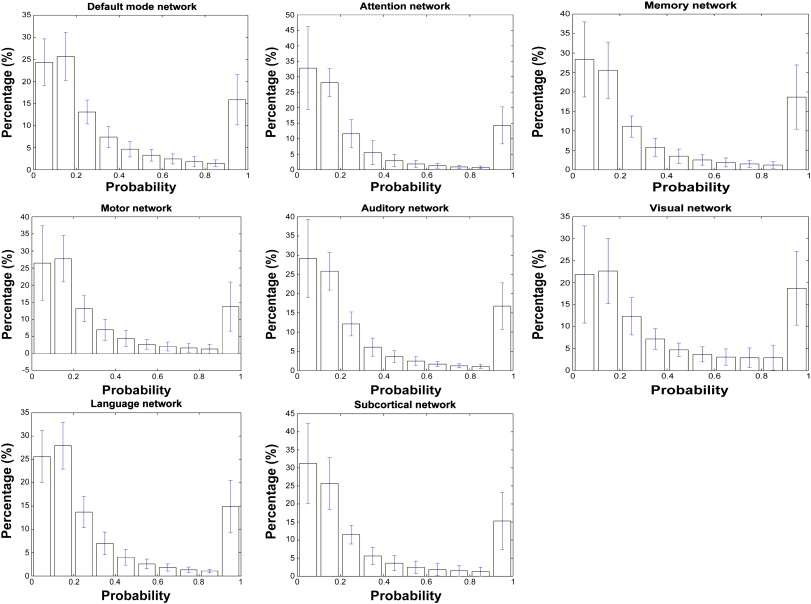 Default mode network
35
30
25
20
15
10
5
0
Percentage (%)
0 0.2 0.4 0.6 0.8 1
Probability
Attention network
50
45
40
35
30
25
20
15
10
5
0
Percentage (%)
0 0.2 0.4 0.6 0.8 1
Probability
Memory network
40
35
30
25
20
15
10
5
0
Percentage (%)
0 0.2 0.4 0.6 0.8 1
Probability
Motor network
40
35
30
25
20
15
10
5
0
-5
Percentage (%)
0 0.2 0.4 0.6 0.8 1
Probability
Auditory network
40
35
30
25
20
15
10
5
0
Percentage (%)
0 0.2 0.4 0.6 0.8 1
Probability
Visual network
35
30
25
20
15
10
5
0
Percentage (%)
0 0.2 0.4 0.6 0.8 1
Probability
Language network
35
30
25
20
15
10
5
0
Percentage (%)
0 0.2 0.4 0.6 0.8 1
Probability
Subcortical network
45
40
35
30
25
20
15
10
5
0
Percentage (%)
0 0.2 0.4 0.6 0.8 1
Probability